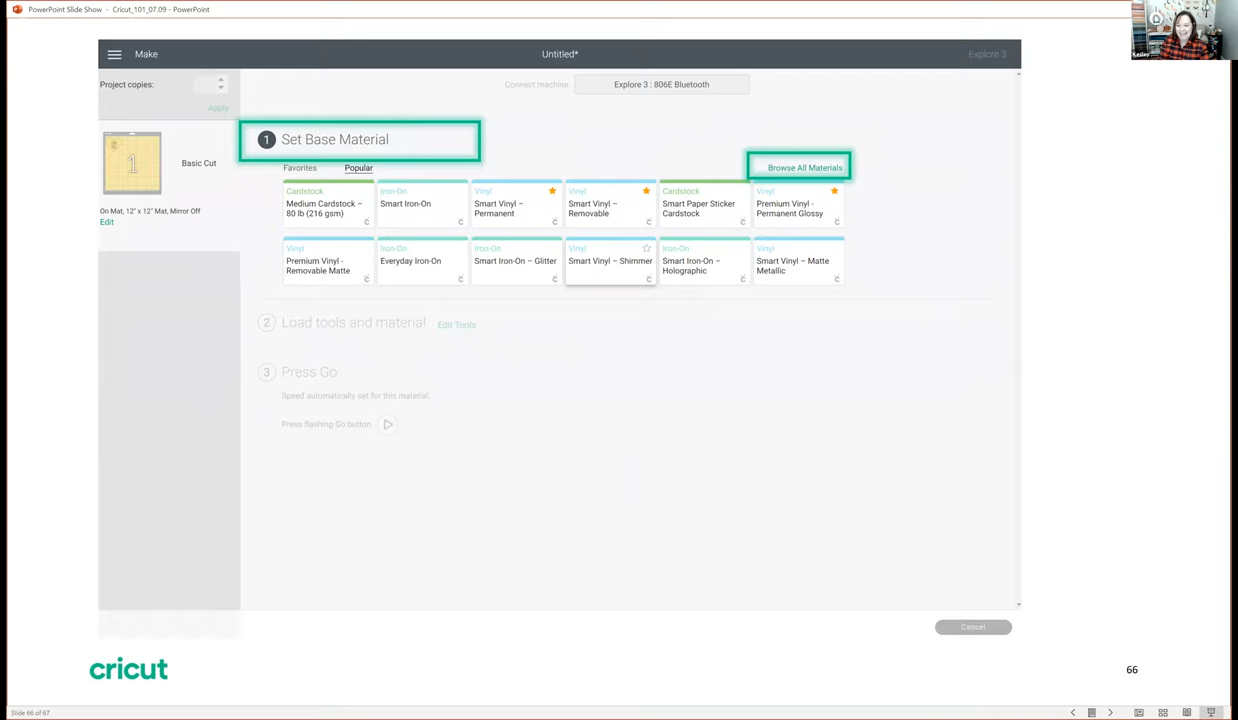 PowerPoint Slide Show - Cricut_101_07.09 - PowerPoint
Kesley
Make
Untitled*
Explore 3
Project copies:
Apply
Connect machine
Explore 3 : 806E Bluetooth
1
Basic Cut
On Mat, 12" x 12" Mat, Mirror Off
Edit
1 Set Base Material
Favorites
Popular
Browse All Materials
Cardstock
Medium Cardstock –
80 lb (216 gsm)
Iron-On
Smart Iron-On
Vinyl
Smart Vinyl –
Permanent
Vinyl
Smart Vinyl –
Removable
Cardstock
Smart Paper Sticker
Cardstock
Vinyl
Premium Vinyl -
Permanent Glossy
Vinyl
Premium Vinyl -
Removable Matte
Iron-On
Everyday Iron-On
Iron-On
Smart Iron-On – Glitter
Vinyl
Smart Vinyl – Shimmer
Iron-On
Smart Iron-On –
Holographic
Vinyl
Smart Vinyl – Matte
Metallic
2 Load tools and material
Edit Tools
3 Press Go
Speed automatically set for this material.
Press flashing Go button
Cancel
cricut
66
Slide 66 of 67